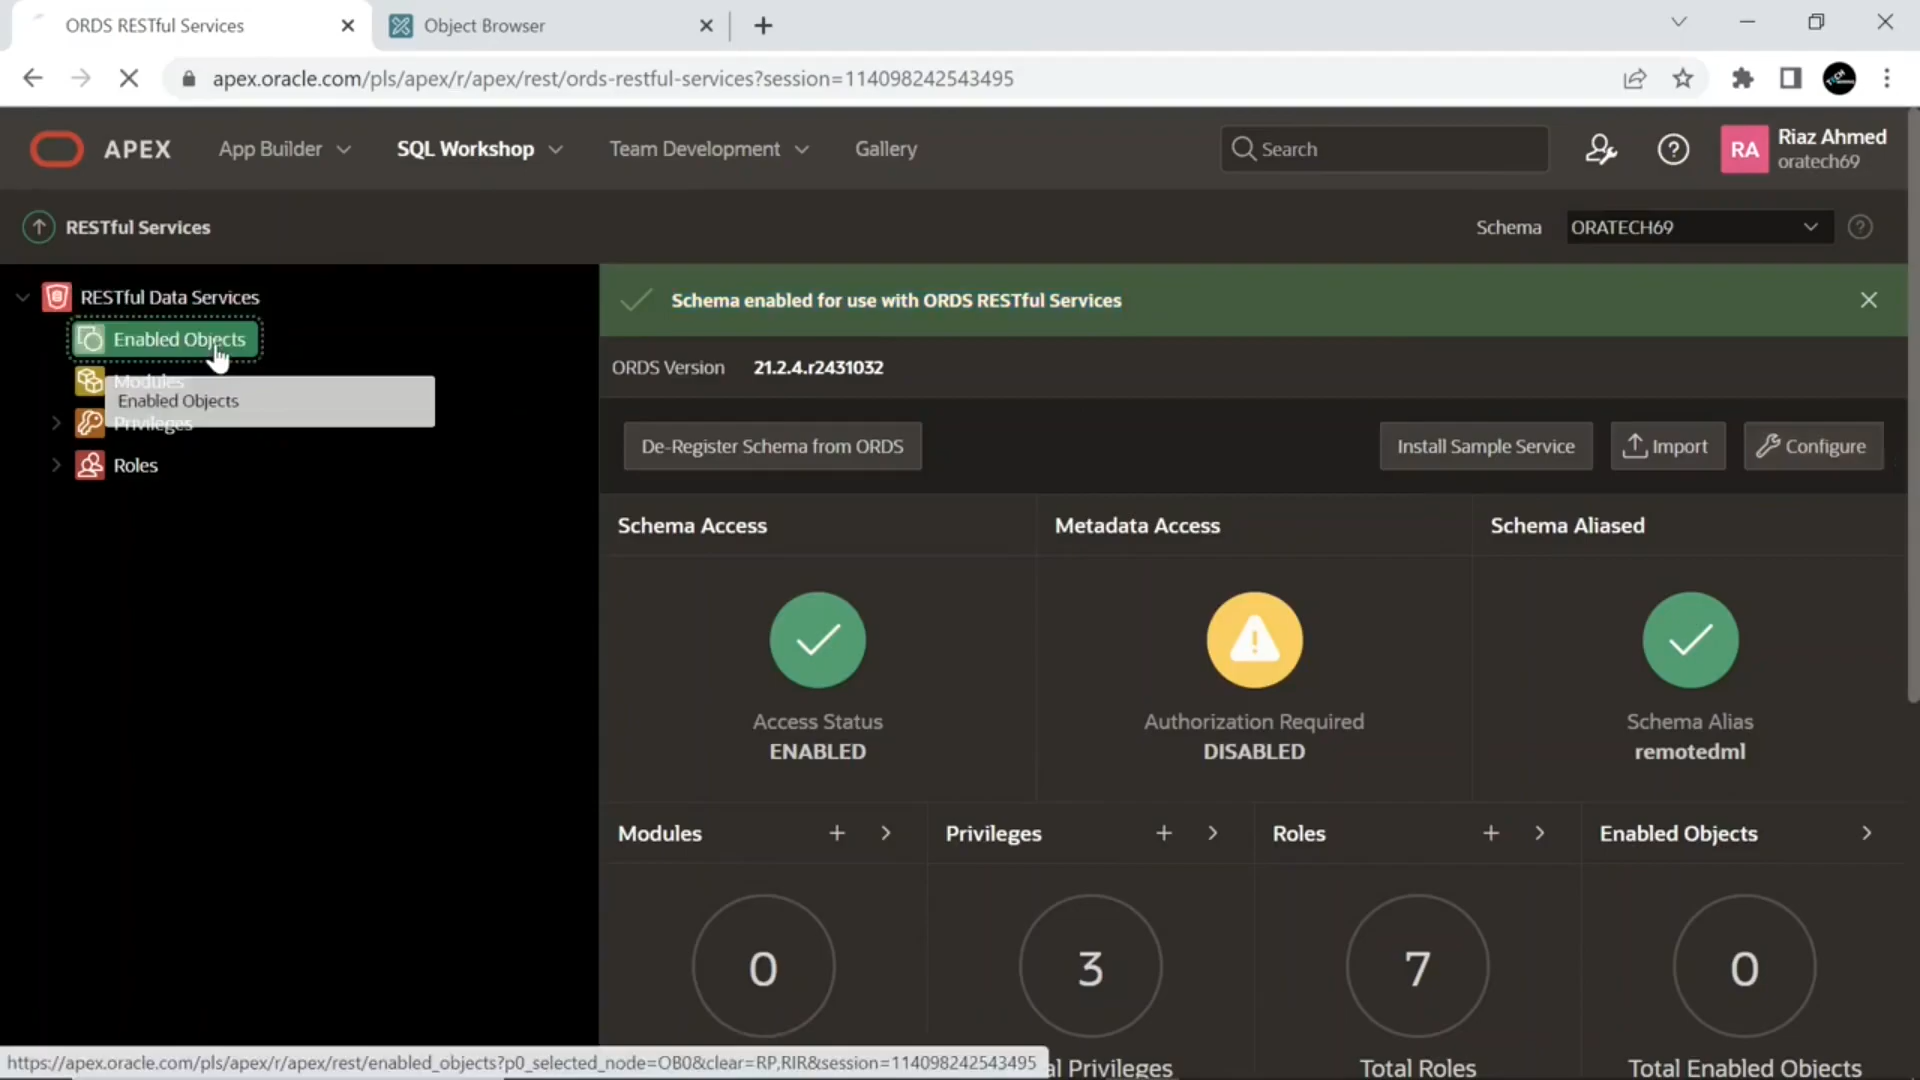 ORDS RESTful Services
Object Browser
apex.oracle.com/pls/apex/r/apex/rest/ords-restful-services?session=114098242543495
APEX
App Builder
SQL Workshop
Team Development
Gallery
Search
RA
Riaz Ahmed
oratech69
RESTful Services
Schema
ORATECH69
RESTful Data Services
Enabled Objects
Modules
Enabled Objects
Privileges
Roles
Schema enabled for use with ORDS RESTful Services
ORDS Version 21.2.4.r2431032
De-Register Schema from ORDS
Install Sample Service
Import
Configure
Schema Access
Metadata Access
Schema Aliased
Access Status
ENABLED
Authorization Required
DISABLED
Schema Alias
remotedml
Modules
Privileges
Roles
Enabled Objects
0
3
7
0
https://apex.oracle.com/pls/apex/r/apex/rest/enabled_objects?p0_selected_node=OB0&clear=RP,RIR&session=114098242543495
al Privileges
Total Roles
Total Enabled Objects